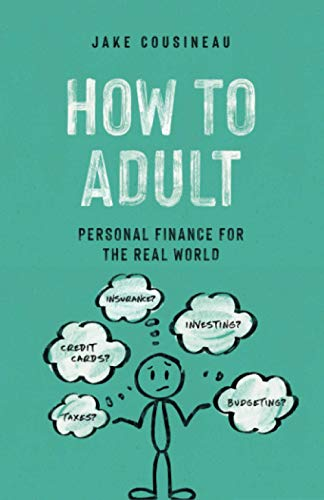 JAKE COUSINEAU
HOW TO
ADULT
PERSONAL FINANCE FOR
THE REAL WORLD
INSURANCE?
INVESTING?
CREDIT
CARDS?
BUDGETING?
TAXES?